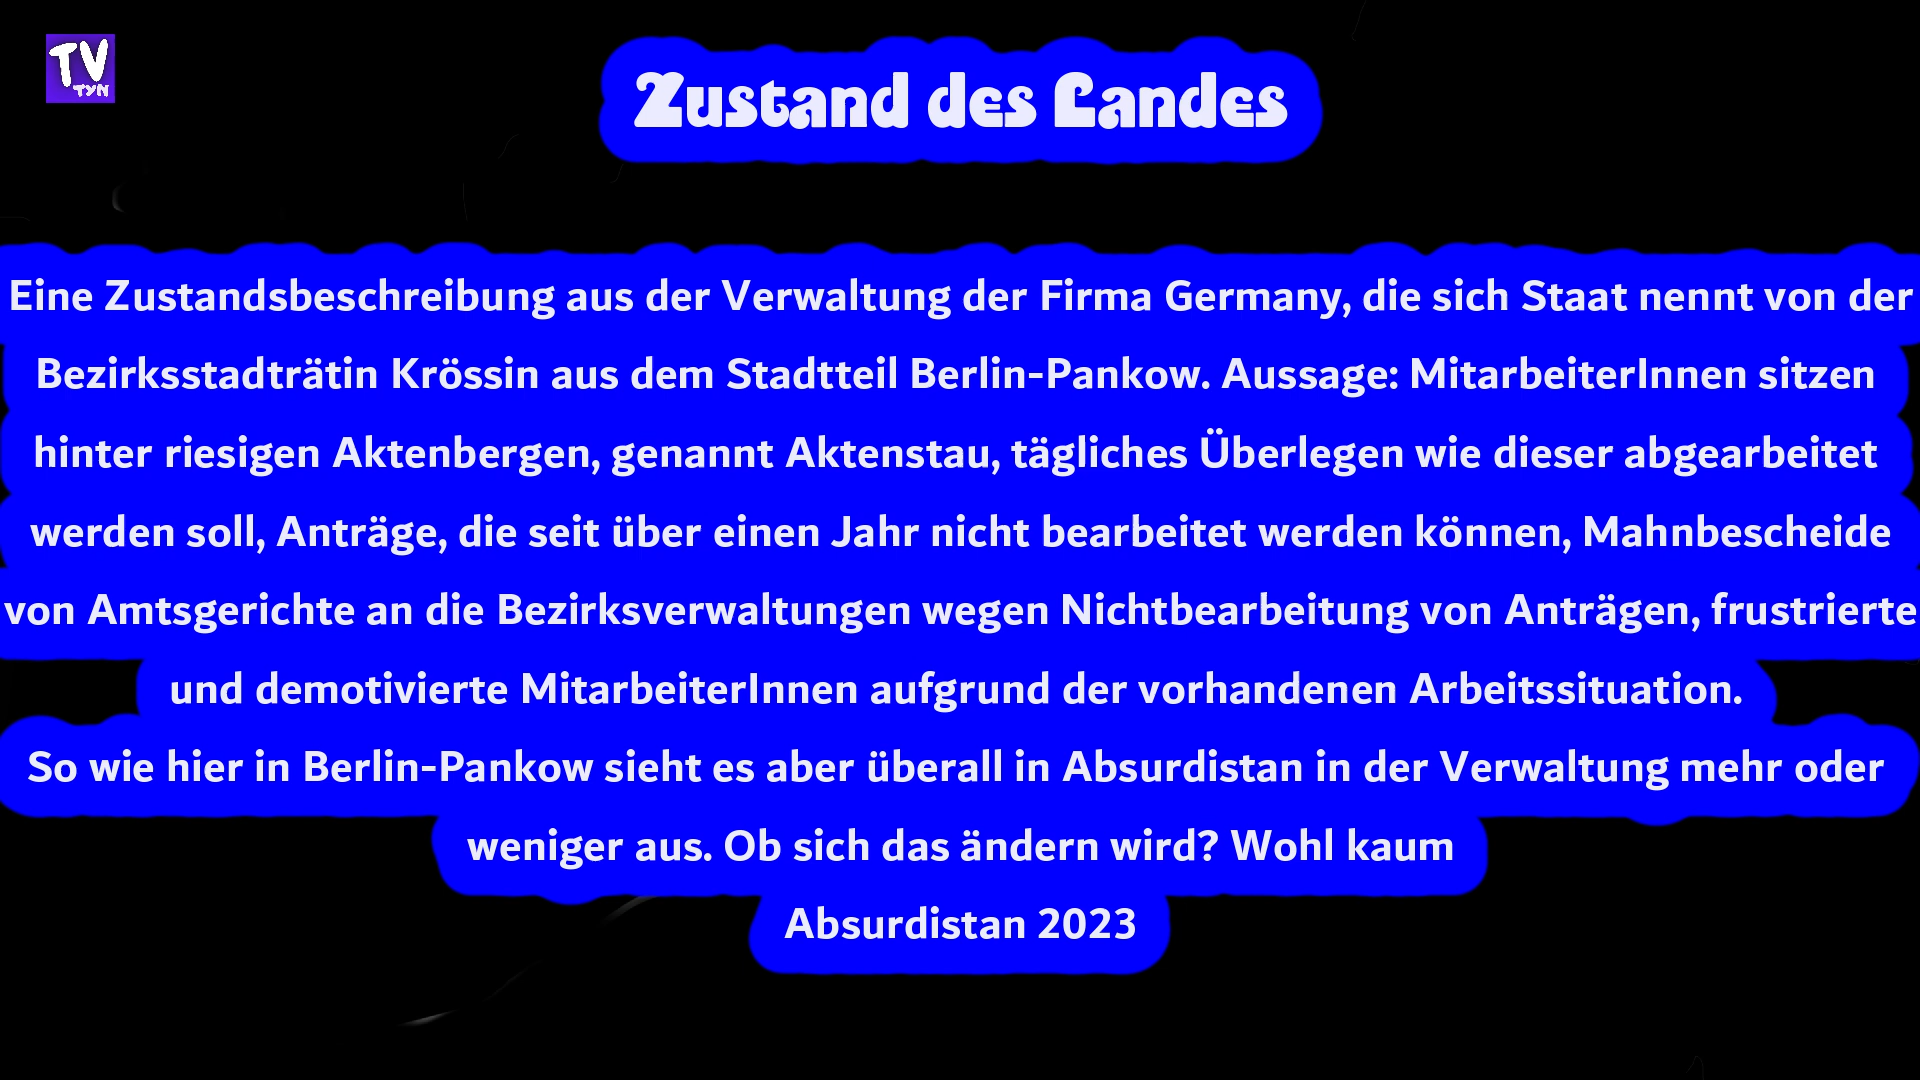 TV
TYN
Zustand des Landes
Eine Zustandsbeschreibung aus der Verwaltung der Firma Germany, die sich Staat nennt von der
Bezirksstadträtin Krössin aus dem Stadtteil Berlin-Pankow. Aussage: MitarbeiterInnen sitzen
hinter riesigen Aktenbergen, genannt Aktenstau, tägliches Überlegen wie dieser abgearbeitet
werden soll, Anträge, die seit über einen Jahr nicht bearbeitet werden können, Mahnbescheide
von Amtsgerichte an die Bezirksverwaltungen wegen Nichtbearbeitung von Anträgen, frustrierte
und demotivierte MitarbeiterInnen aufgrund der vorhandenen Arbeitssituation.
So wie hier in Berlin-Pankow sieht es aber überall in Absurdistan in der Verwaltung mehr oder
weniger aus. Ob sich das ändern wird? Wohl kaum
Absurdistan 2023